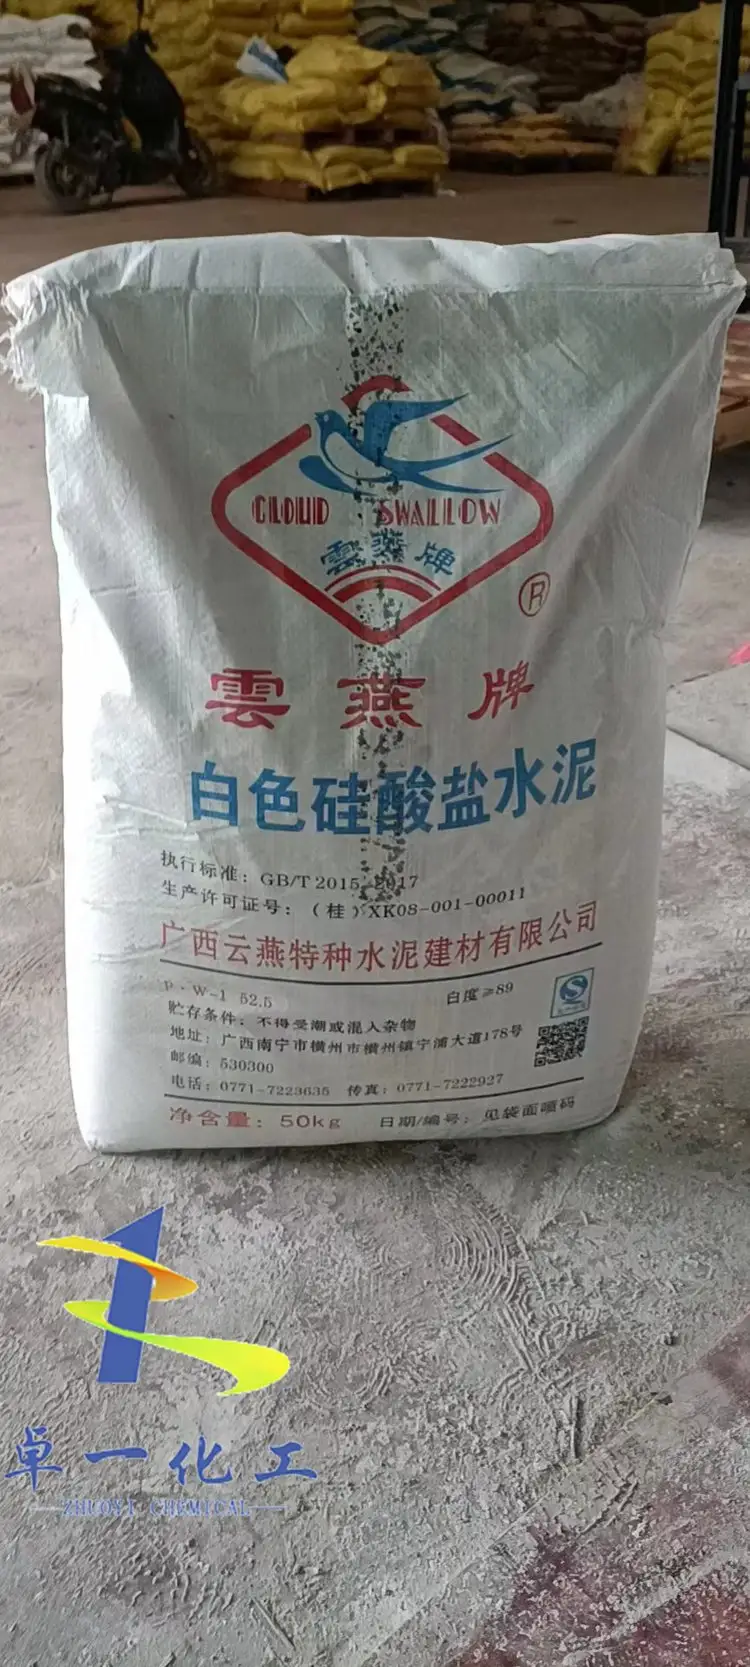 CLOUD SWALLOW
雲燕牌
R
雲燕牌
白色硅酸盐水泥
执行标准：GB/T 2015-2017
生产许可证号：（桂）XK08-001-00011
广西云燕特种水泥建材有限公司
P·W-1 52.5 白度≥89
贮存条件：不得受潮或混入杂物
地址：广西南宁市横州市横州镇宁浦大道178号
邮编：530300
电话：0771-7223635 传真：0771-7222927
净含量：50kg 日期/编号：见袋面喷码
卓一化工
ZHUOYI CHEMICAL